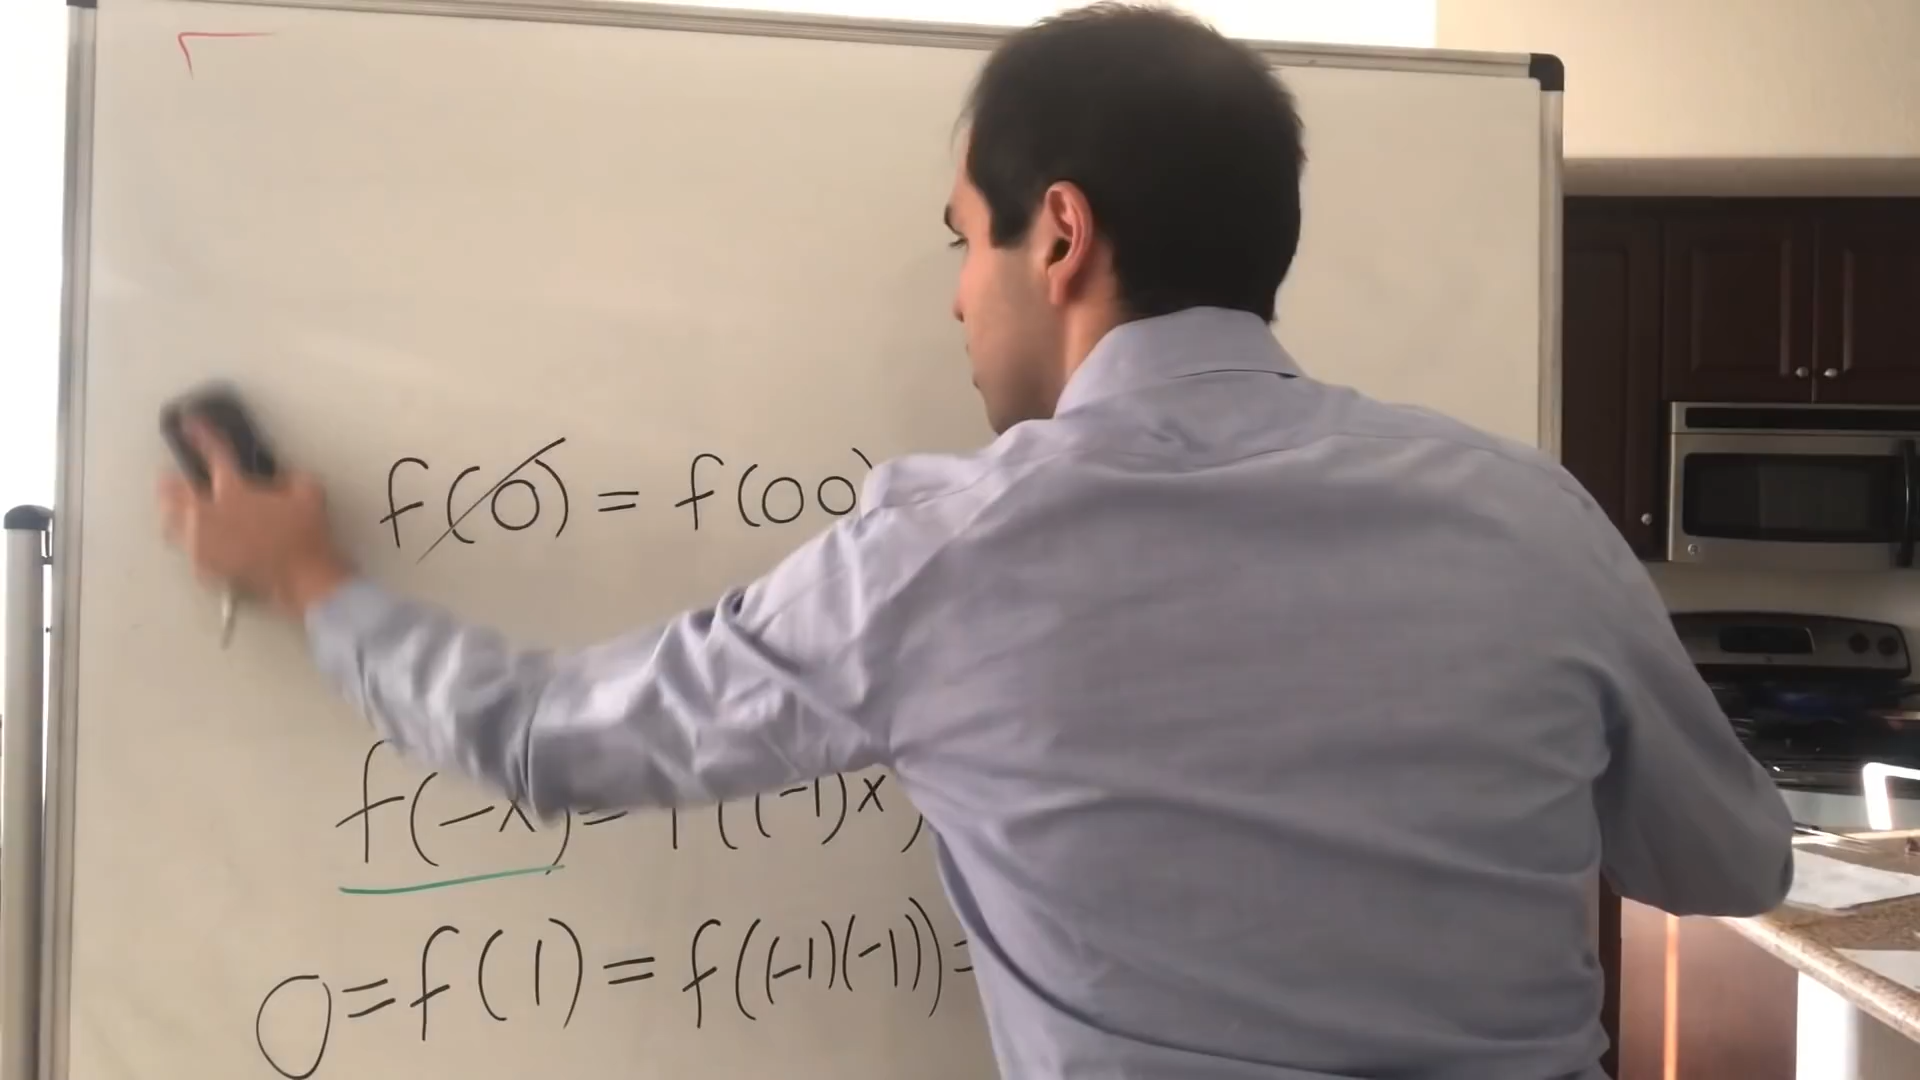 f(0) = f(00)
f(-x) = f((-1)x)
0 = f(1) = f((-1)(-1)) =